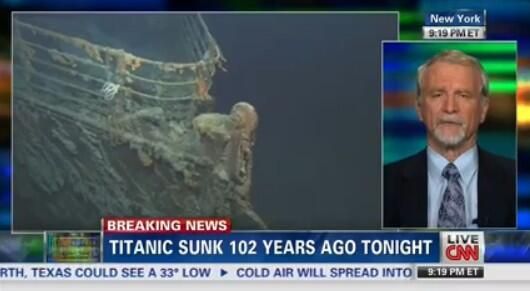 New York
9:19 PM ET
BREAKING NEWS
TITANIC SUNK 102 YEARS AGO TONIGHT
LIVE
CNN
RTH, TEXAS COULD SEE A 33° LOW ▶ COLD AIR WILL SPREAD INTO
9:19 PM ET